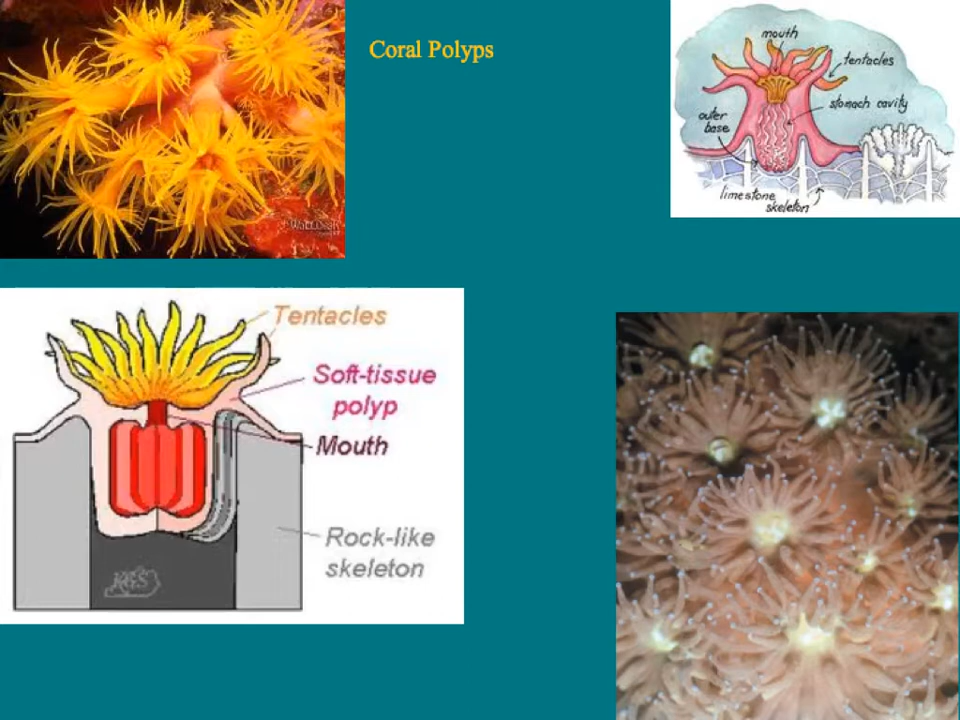 Coral Polyps
mouth
tentacles
stomach cavity
outer
base
limestone
skeleton
Tentacles
Soft-tissue
polyp
Mouth
Rock-like
skeleton